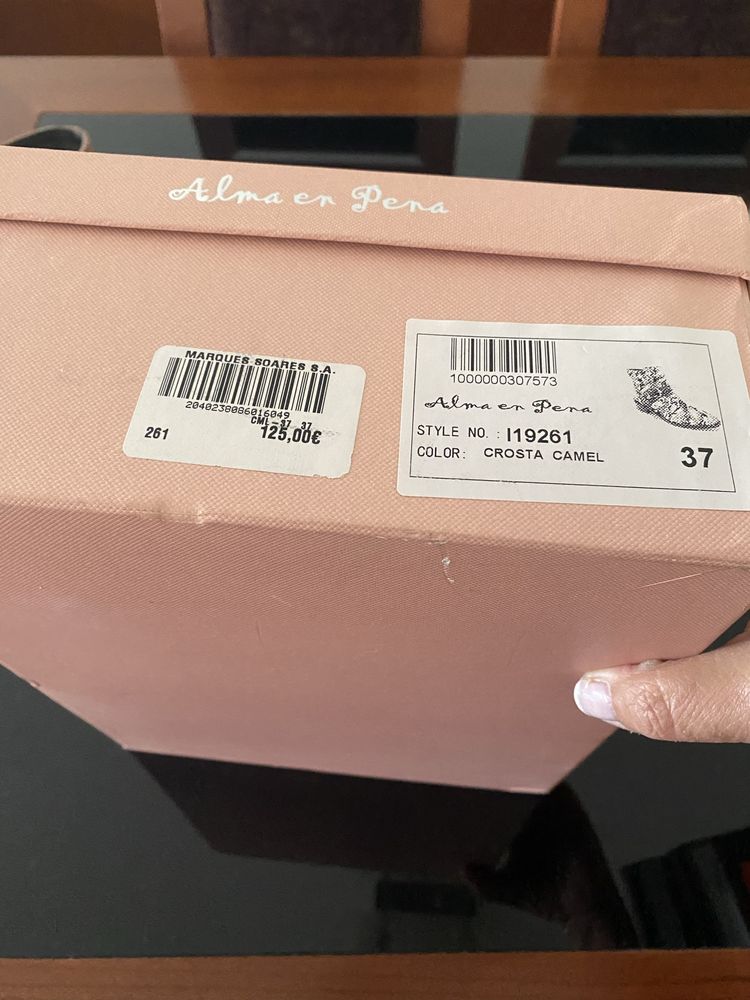 Alma en Pena
MARQUES SOARES S.A.
2040238086016049
CML-37 37
261 125,00€
1000000307573
Alma en Pena
STYLE NO. : I19261
COLOR: CROSTA CAMEL
37